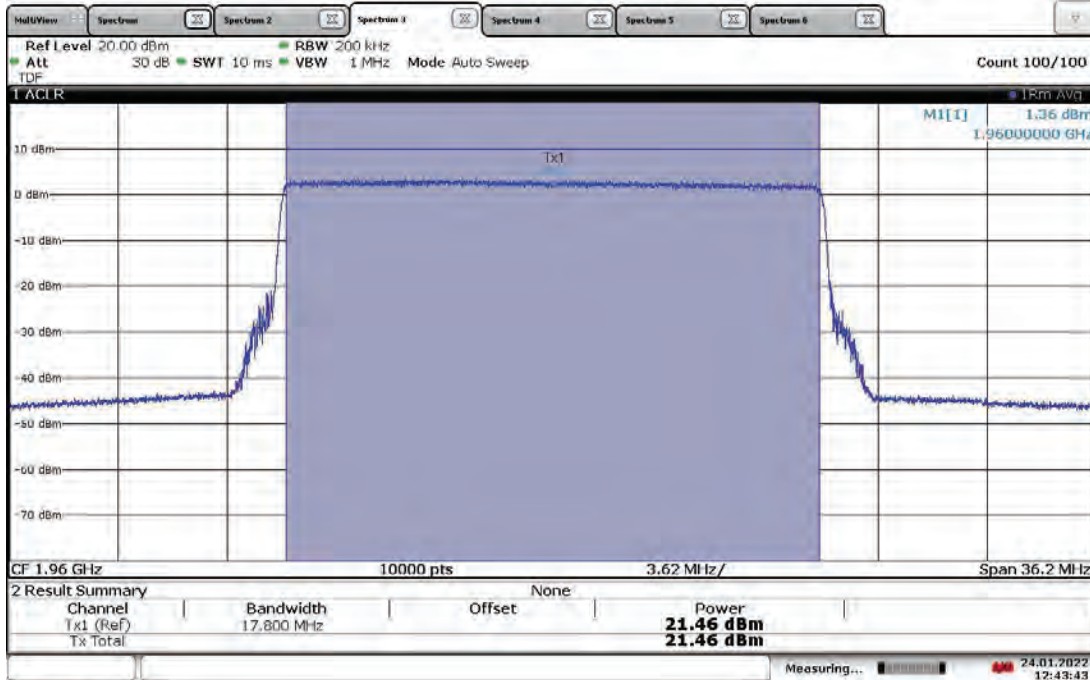 MultiView Spectrum Spectrum 2 Spectrum 3 Spectrum 4 Spectrum 5 Spectrum 6
Ref Level 20.00 dBm RBW 200 kHz
Att 30 dB SWT 10 ms VBW 1 MHz Mode Auto Sweep Count 100/100
TDF
1 ACLR 1Rm Avg
M1[1] 1.36 dBm
1.96000000 GHz
10 dBm
Tx1
0 dBm
-10 dBm
-20 dBm
-30 dBm
-40 dBm
-50 dBm
-60 dBm
-70 dBm
CF 1.96 GHz 10000 pts 3.62 MHz/ Span 36.2 MHz
2 Result Summary None
Channel Bandwidth Offset Power
Tx1 (Ref) 17.800 MHz 21.46 dBm
Tx Total 21.46 dBm
Measuring... 24.01.2022
12:43:43